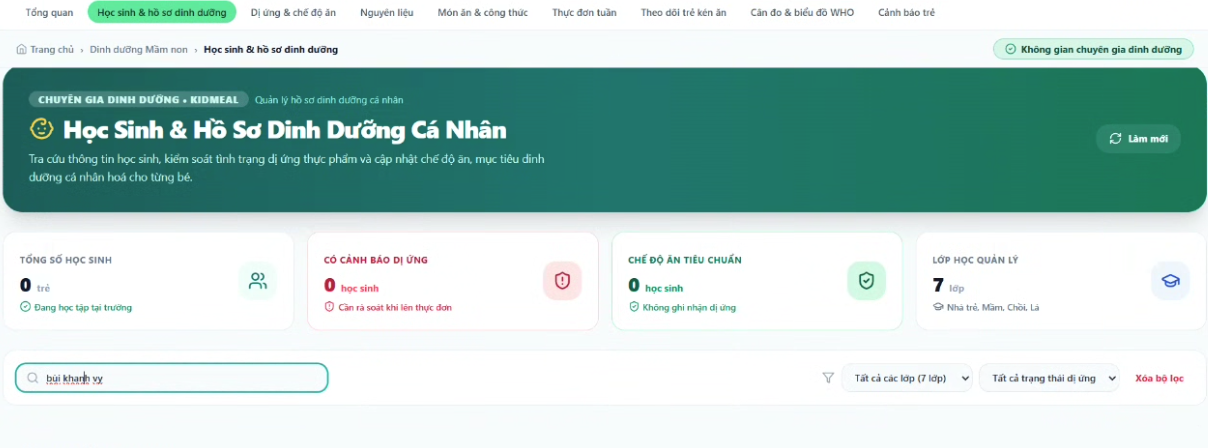 Tổng quan Học sinh & hồ sơ dinh dưỡng Dị ứng & chế độ ăn Nguyên liệu Món ăn & công thức Thực đơn tuần Theo dõi trẻ kén ăn Cân đo & biểu đồ WHO Cảnh báo trẻ
Trang chủ › Dinh dưỡng Mầm non › Học sinh & hồ sơ dinh dưỡng
Không gian chuyên gia dinh dưỡng
CHUYÊN GIA DINH DƯỠNG • KIDMEAL Quản lý hồ sơ dinh dưỡng cá nhân
Học Sinh & Hồ Sơ Dinh Dưỡng Cá Nhân
Tra cứu thông tin học sinh, kiểm soát tình trạng dị ứng thực phẩm và cập nhật chế độ ăn, mục tiêu dinh
dưỡng cá nhân hoá cho từng bé.
Làm mới
TỔNG SỐ HỌC SINH
0 trẻ
Đang học tập tại trường
CÓ CẢNH BÁO DỊ ỨNG
0 học sinh
Cần rà soát khi lên thực đơn
CHẾ ĐỘ ĂN TIÊU CHUẨN
0 học sinh
Không ghi nhận dị ứng
LỚP HỌC QUẢN LÝ
7 lớp
Nhà trẻ, Mầm, Chồi, Lá
bùi khanh vy
Tất cả các lớp (7 lớp)
Tất cả trạng thái dị ứng
Xóa bộ lọc